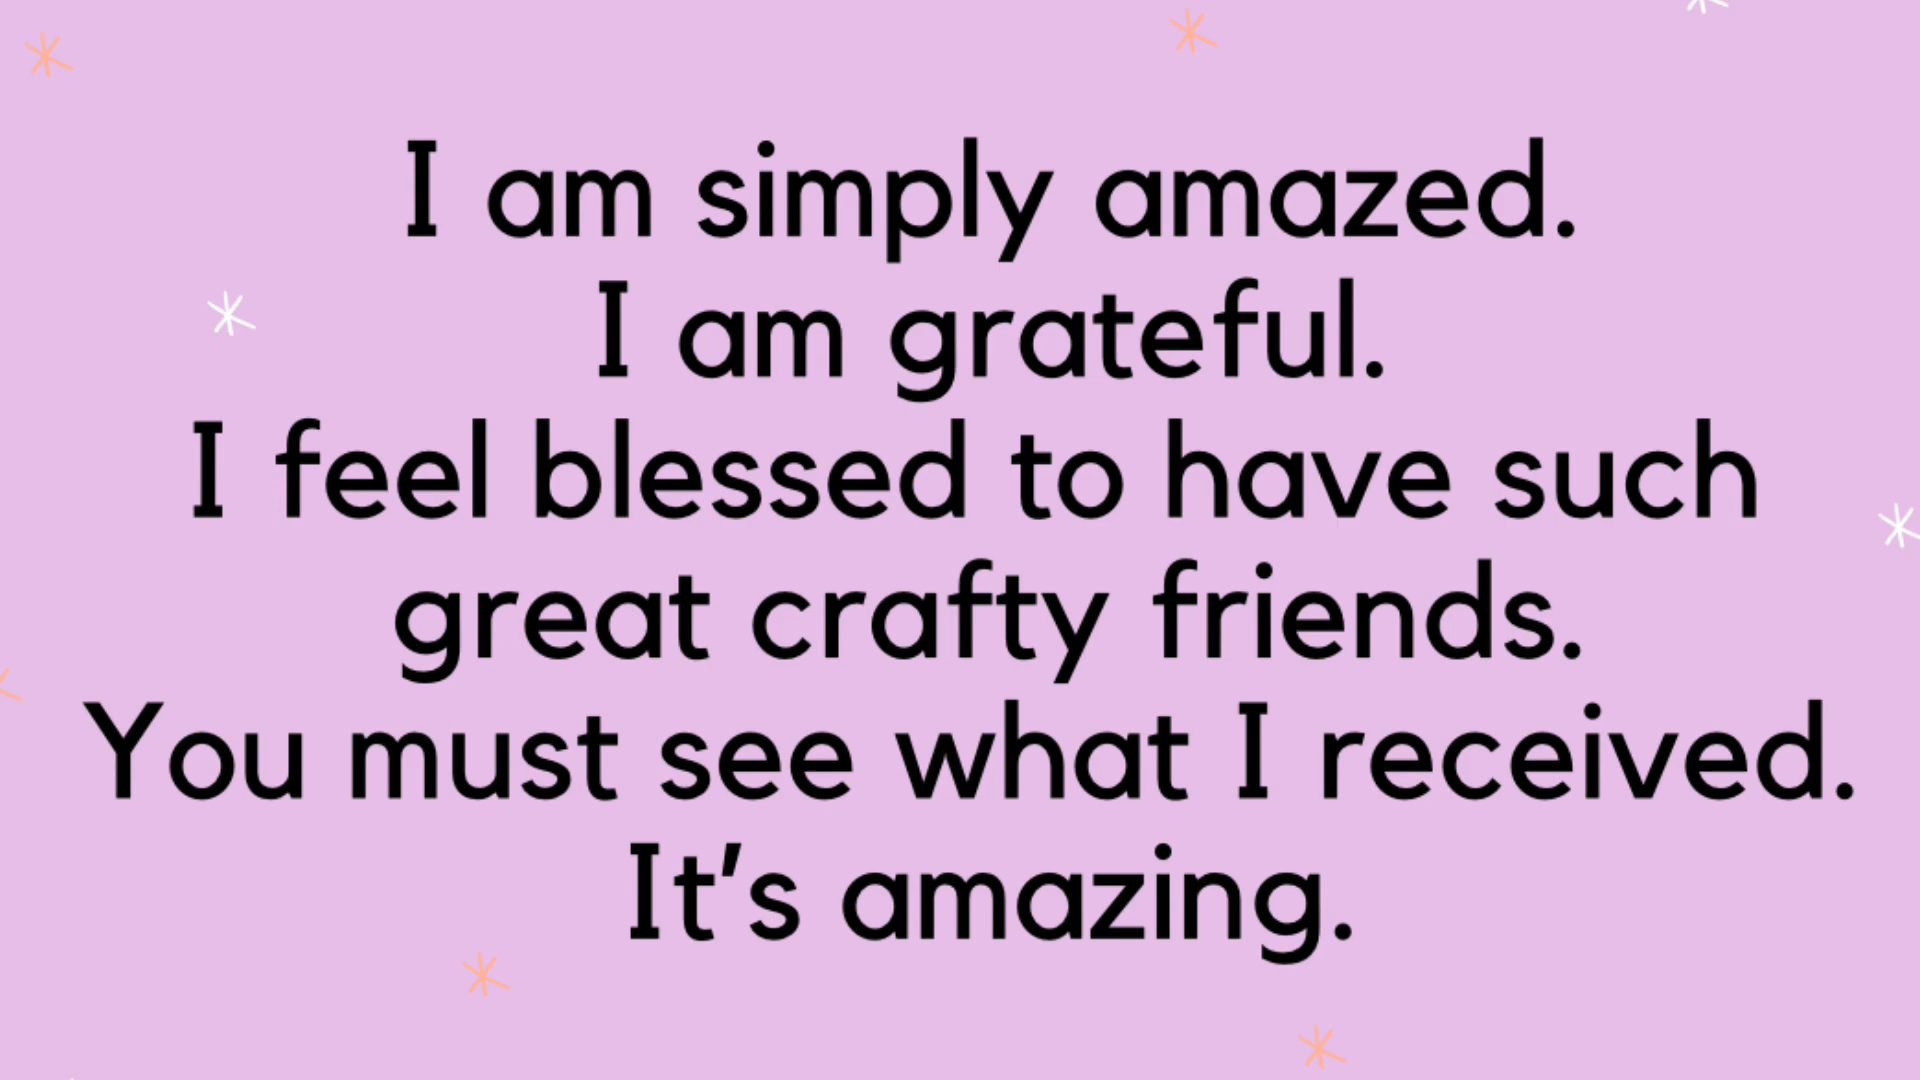 I am simply amazed.
I am grateful.
I feel blessed to have such
great crafty friends.
You must see what I received.
It’s amazing.